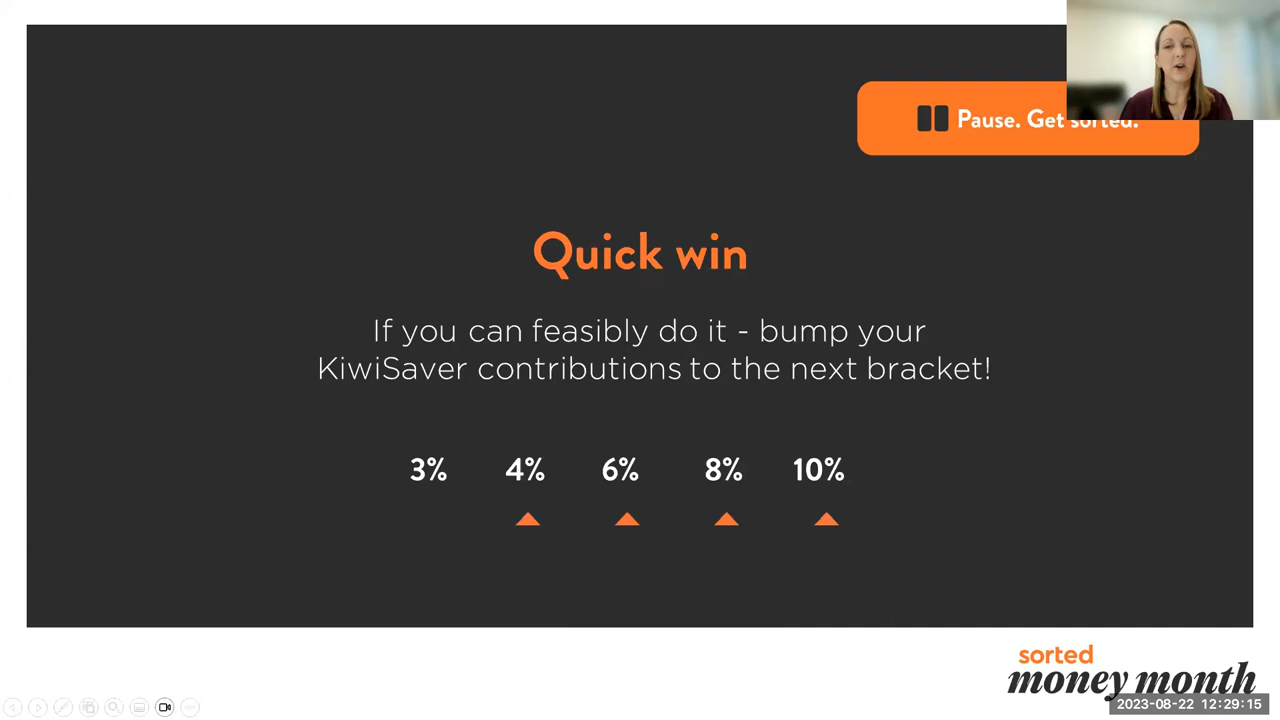 Pause. Get sorted.
Quick win
If you can feasibly do it - bump your
KiwiSaver contributions to the next bracket!
3% 4% 6% 8% 10%
sorted
money month
2023-08-22 12:29:15